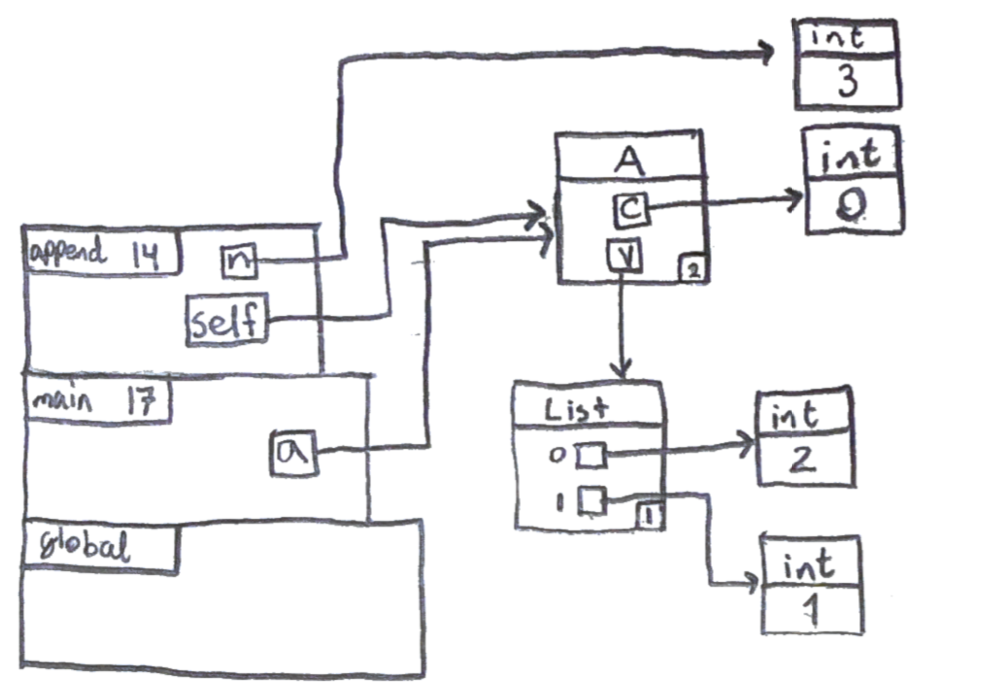 int
3
A
int
c
0
append 14
n
v
2
self
main 17
List
int
0
2
a
1
1
global
int
1